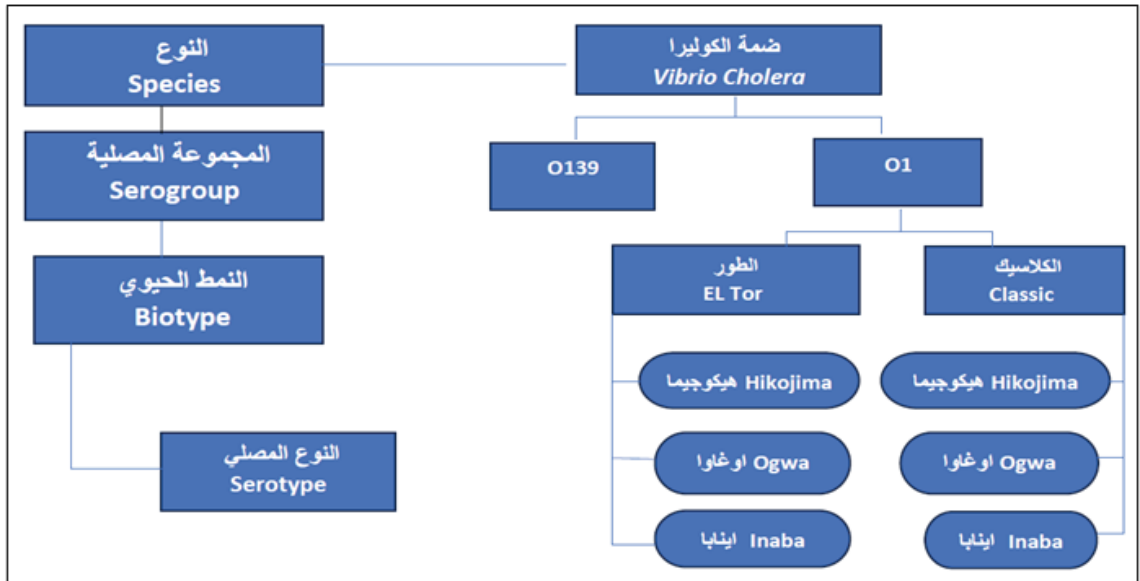 النوع
Species
ضمة الكوليرا
Vibrio Cholera
المجموعة المصلية
Serogroup
O139
O1
النمط الحيوي
Biotype
الطور
EL Tor
الكلاسيك
Classic
هيكوجيما Hikojima
هيكوجيما Hikojima
النوع المصلي
Serotype
اوغاوا Ogwa
اوغاوا Ogwa
اينابا Inaba
اينابا Inaba